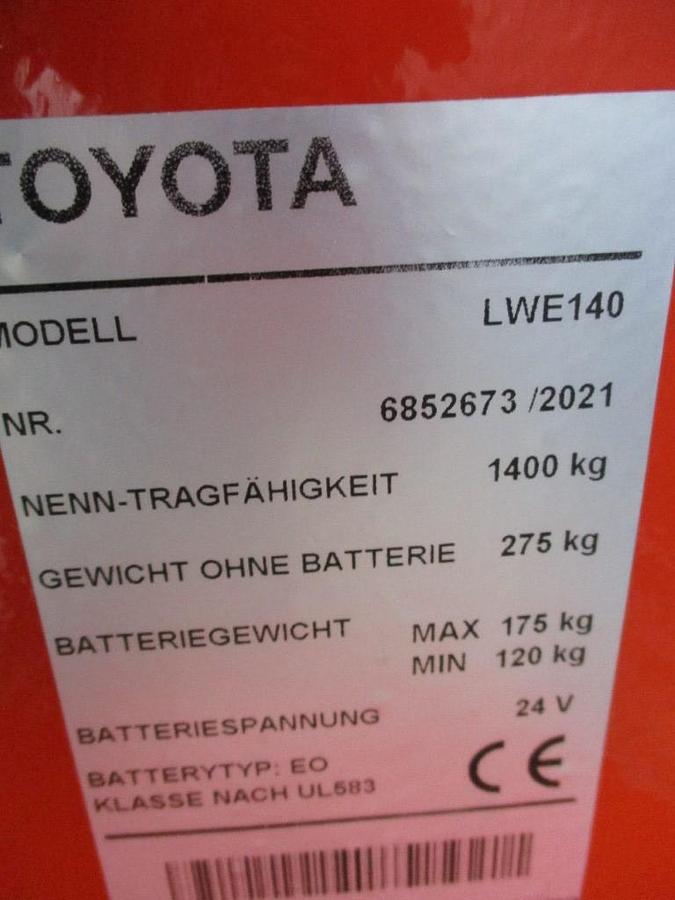 TOYOTA
MODELL LWE140
NR. 6852673 /2021
NENN-TRAGFÄHIGKEIT 1400 kg
GEWICHT OHNE BATTERIE 275 kg
BATTERIEGEWICHT MAX 175 kg
MIN 120 kg
BATTERIESPANNUNG 24 V
BATTERYTYP: EO
KLASSE NACH UL583
CE